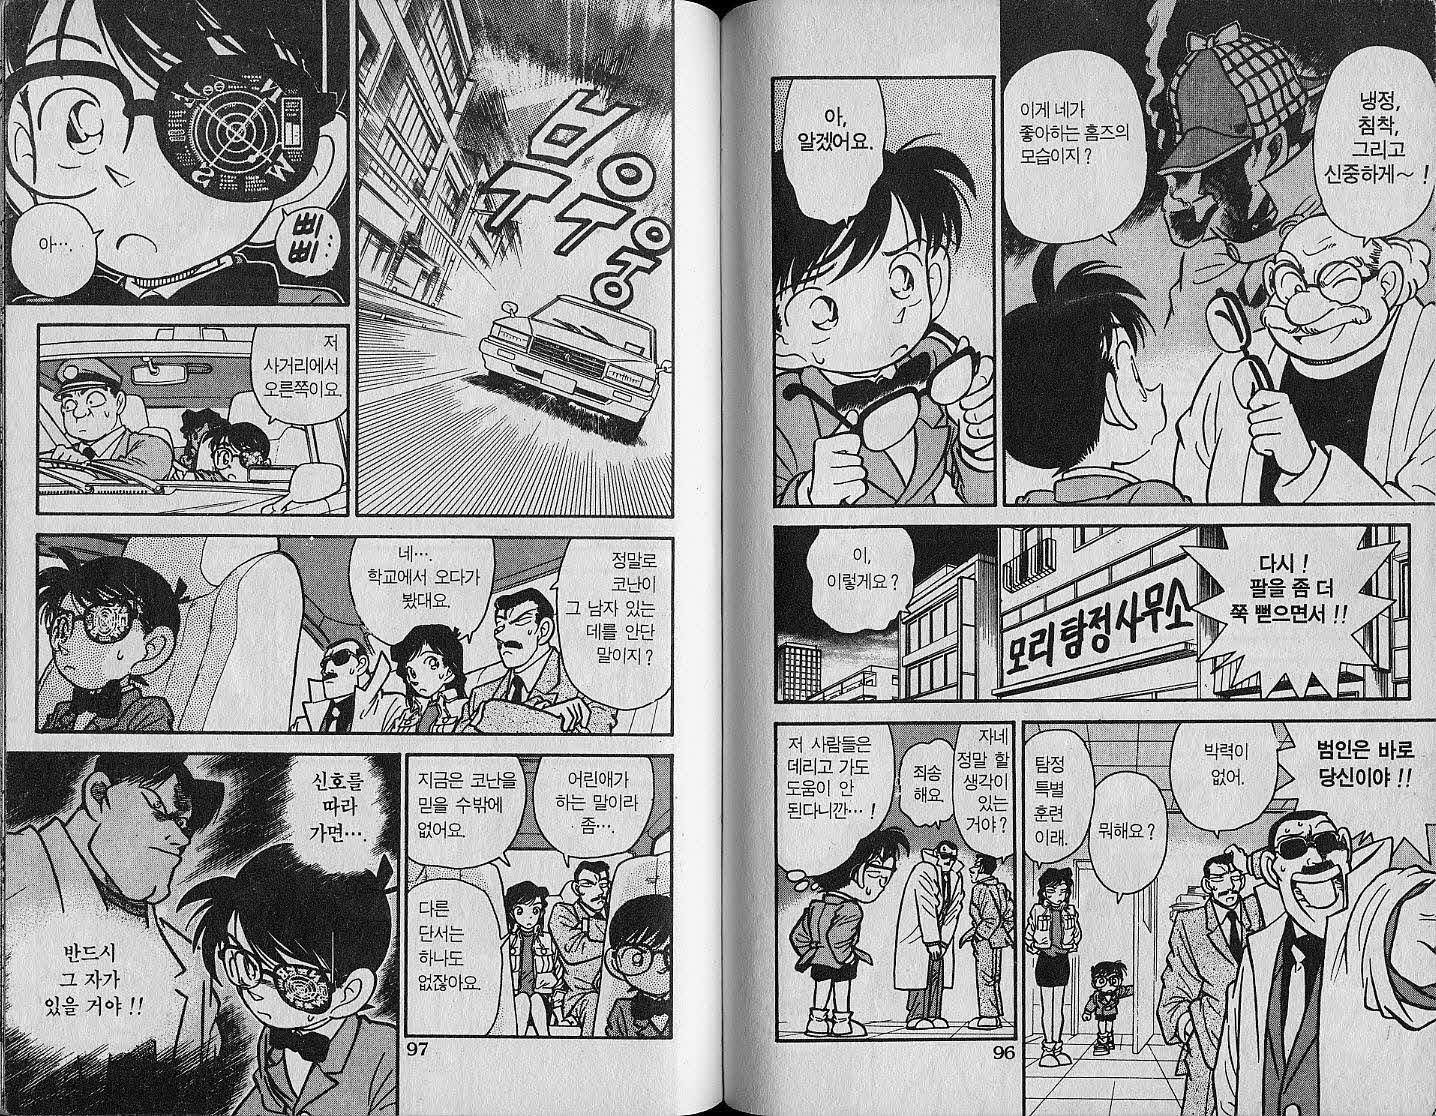 냉정,
침착,
그리고
신중하게~!
이게 네가
좋아하는 홈즈의
모습이지?
아,
알겠어요.
다시!
팔을 좀 더
쭉 뻗으면서!!
모리탐정사무소
이,
이렇게요?
범인은 바로
당신이야!!
박력이
없어.
뭐해요?
탐정
특별
훈련
이래.
자네
정말 할
생각이
있는
거야?
죄송
해요.
저 사람들은
데리고 가도
도움이 안
된다니깐…!
96
부우웅
삐삐…
아…
저
사거리에서
오른쪽이요.
정말로
코난이
그 남자 있는
데를 안단
말이지?
네…
학교에서 오다가
봤대요.
어린애가
하는 말이라
좀….
지금은 코난을
믿을 수밖에
없어요.
다른
단서는
하나도
없잖아요.
신호를
따라
가면…
반드시
그 자가
있을 거야!!
97